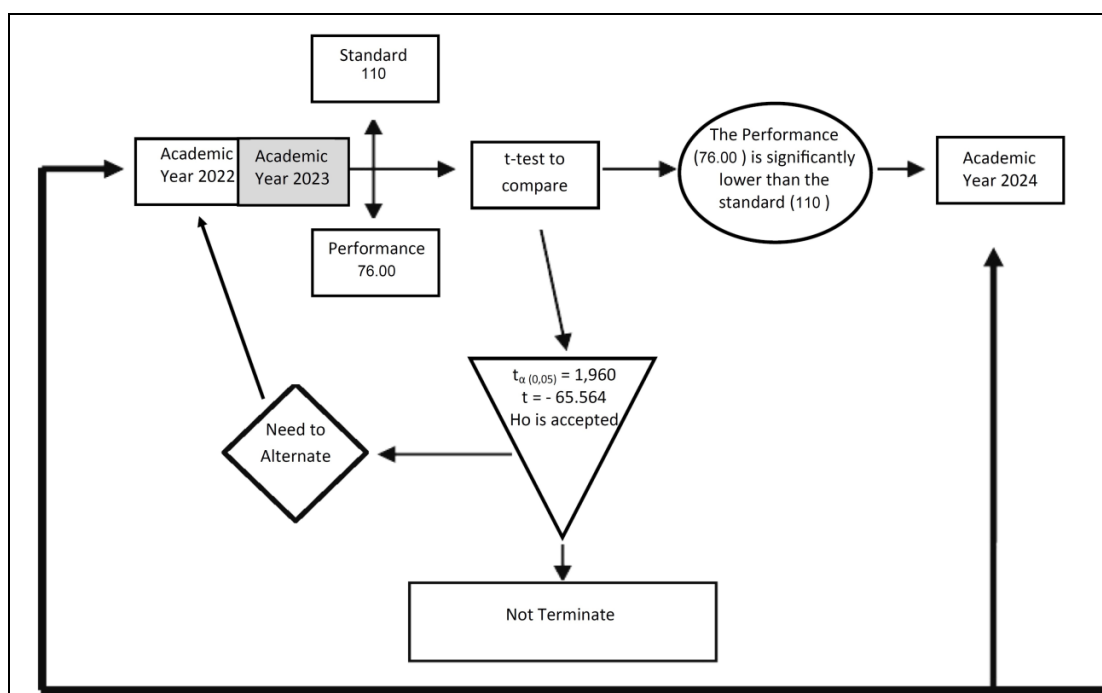 Standard
110
Academic
Year 2022
Academic
Year 2023
t-test to
compare
The Performance
(76.00 ) is significantly
lower than the
standard (110 )
Academic
Year 2024
Performance
76.00
tα (0,05) = 1,960
t = - 65.564
Ho is accepted
Need to
Alternate
Not Terminate